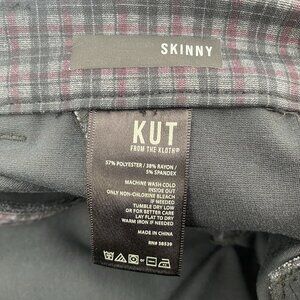 SKINNY
KUT
FROM THE KLOTH®
57% POLYESTER / 38% RAYON /
5% SPANDEX
MACHINE WASH COLD
INSIDE OUT
ONLY NON-CHLORINE BLEACH
IF NEEDED
TUMBLE DRY LOW
OR FOR BETTER CARE
LAY FLAT TO DRY
WARM IRON IF NEEDED
MADE IN CHINA
RN# 58539